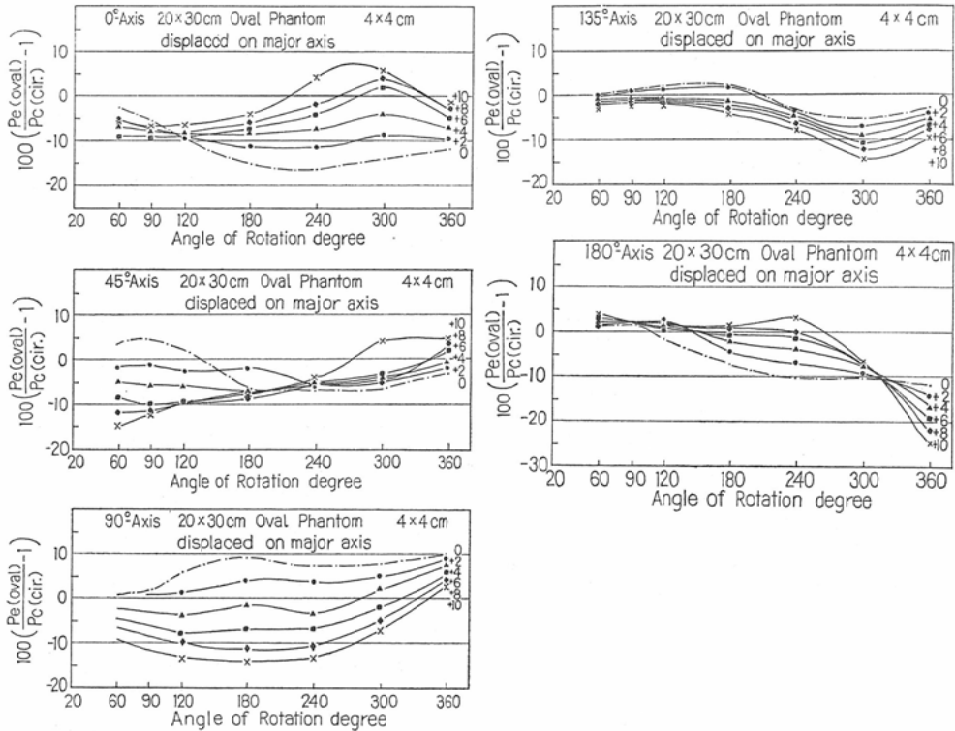 0°Axis 20×30cm Oval Phantom 4×4cm
displaced on major axis
100(Pe(oval)/Pc(cir.) -1)
10
0
-10
-20
+10
+8
+6
+4
+2
0
20 60 90 120 180 240 300 360
Angle of Rotation degree
45°Axis 20×30cm Oval Phantom 4×4cm
displaced on major axis
100(Pe(oval)/Pc(cir.) -1)
10
0
-10
-20
+10
+8
+6
+4
+2
0
20 60 90 120 180 240 300 360
Angle of Rotation degree
90°Axis 20×30cm Oval Phantom 4×4cm
displaced on major axis
100(Pe(oval)/Pc(cir.) -1)
10
0
-10
-20
0
+2
+4
+6
+8
+10
20 60 90 120 180 240 300 360
Angle of Rotation degree
135°Axis 20×30cm Oval Phantom 4×4cm
displaced on major axis
100(Pe(oval)/Pc(cir.) -1)
10
0
-10
-20
0
+2
+4
+6
+8
+10
20 60 90 120 180 240 300 360
Angle of Rotation degree
180°Axis 20×30cm Oval Phantom 4×4cm
displaced on major axis
100(Pe(oval)/Pc(cir.) -1)
10
0
-10
-20
-30
0
+2
+4
+6
+8
+10
20 60 90 120 180 240 300 360
Angle of Rotation degree